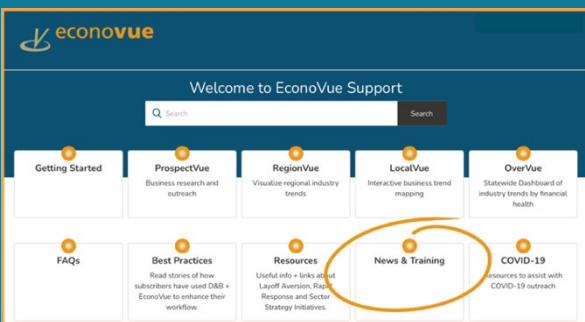 econovue
Welcome to EconoVue Support
Search
Search
Getting Started
ProspectVue
Business research and
outreach
RegionVue
Visualize regional industry
trends
LocalVue
Interactive business trend
mapping
OverVue
Statewide Dashboard of
industry trends by financial
health
FAQs
Best Practices
Read stories of how
subscribers have used D&B +
EconoVue to enhance their
workflow.
Resources
Useful info + links about
Layoff Aversion, Rapid
Response and Sector
Strategy Initiatives.
News & Training
COVID-19
Resources to assist with
COVID-19 outreach